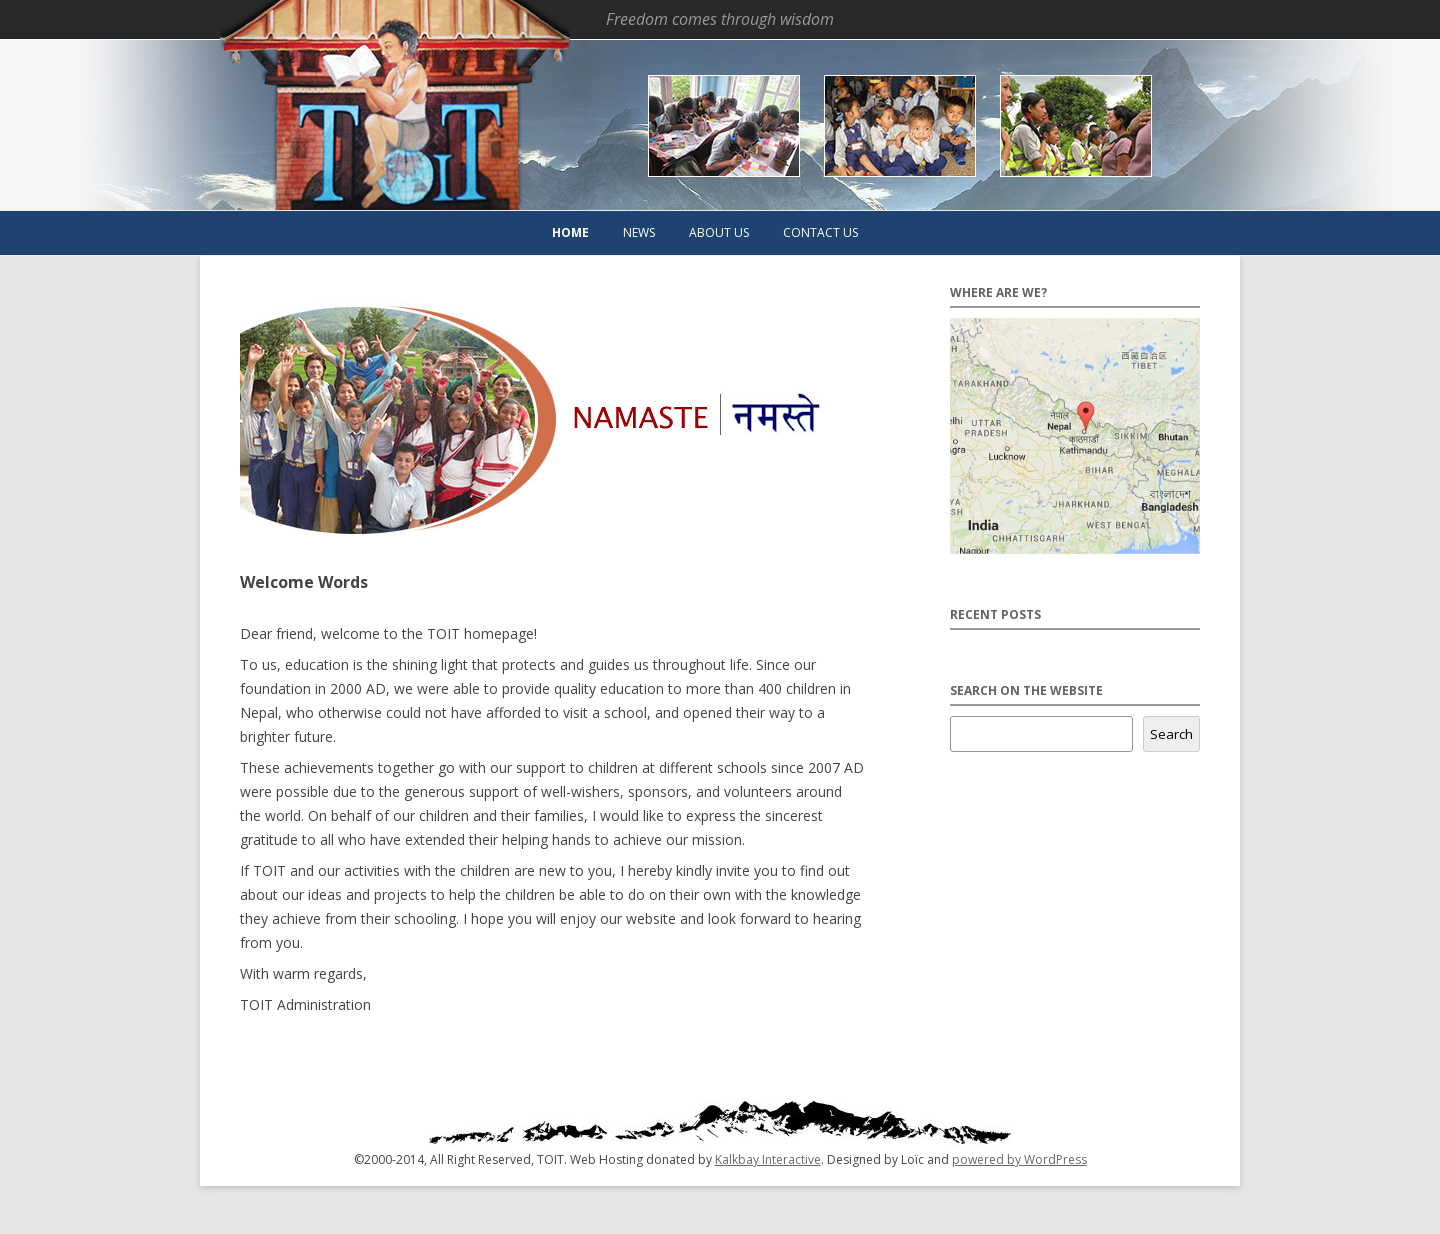 Freedom comes through wisdom
TOIT
HOME NEWS ABOUT US CONTACT US
NAMASTE | नमस्ते
Welcome Words
Dear friend, welcome to the TOIT homepage!
To us, education is the shining light that protects and guides us throughout life. Since our
foundation in 2000 AD, we were able to provide quality education to more than 400 children in
Nepal, who otherwise could not have afforded to visit a school, and opened their way to a
brighter future.
These achievements together go with our support to children at different schools since 2007 AD
were possible due to the generous support of well-wishers, sponsors, and volunteers around
the world. On behalf of our children and their families, I would like to express the sincerest
gratitude to all who have extended their helping hands to achieve our mission.
If TOIT and our activities with the children are new to you, I hereby kindly invite you to find out
about our ideas and projects to help the children be able to do on their own with the knowledge
they achieve from their schooling. I hope you will enjoy our website and look forward to hearing
from you.
With warm regards,
TOIT Administration
WHERE ARE WE?
西藏自治区
TIBET
TARAKHAND
नेपाल
Nepal
elhi
UTTAR
PRADESH
काठमाडौं
Kathmandu
SIKKIM
Bhutan
Lucknow
BIHAR
MEGHALA
বাংলাদেশ
Bangladesh
JHARKHAND
India
WEST BENGAL
CHHATTISGARH
Nagpur
RECENT POSTS
SEARCH ON THE WEBSITE
Search
©2000-2014, All Right Reserved, TOIT. Web Hosting donated by Kalkbay Interactive. Designed by Loïc and powered by WordPress